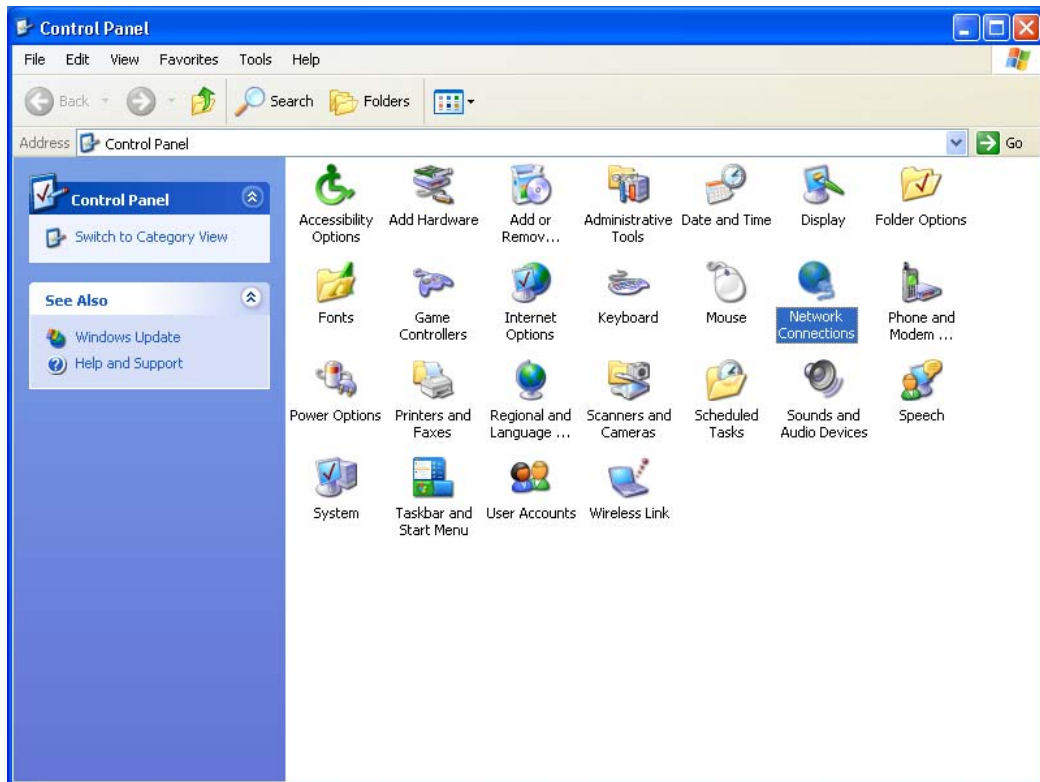 Control Panel
File Edit View Favorites Tools Help
Back Search Folders
Address Control Panel Go
Control Panel
Switch to Category View
See Also
Windows Update
Help and Support
Accessibility Options
Add Hardware
Add or Remov...
Administrative Tools
Date and Time
Display
Folder Options
Fonts
Game Controllers
Internet Options
Keyboard
Mouse
Network Connections
Phone and Modem ...
Power Options
Printers and Faxes
Regional and Language ...
Scanners and Cameras
Scheduled Tasks
Sounds and Audio Devices
Speech
System
Taskbar and Start Menu
User Accounts
Wireless Link